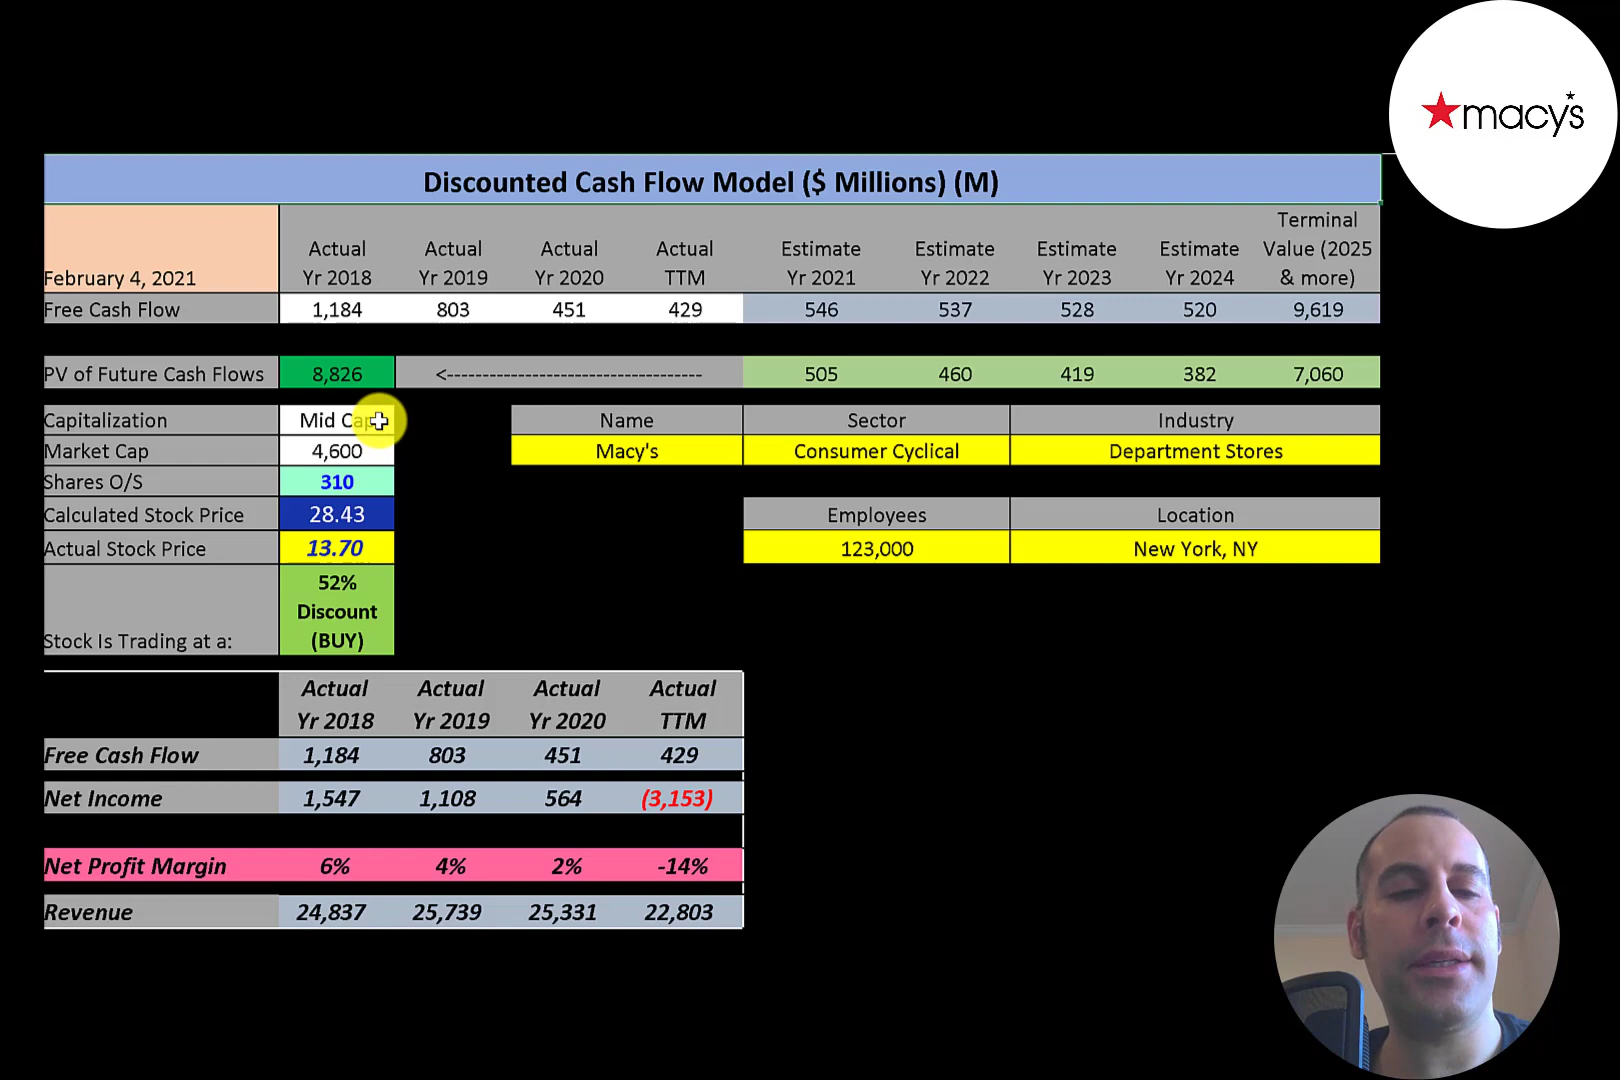 macy's
Discounted Cash Flow Model ($ Millions) (M)
February 4, 2021 Actual Yr 2018 Actual Yr 2019 Actual Yr 2020 Actual TTM Estimate Yr 2021 Estimate Yr 2022 Estimate Yr 2023 Estimate Yr 2024 Terminal Value (2025 & more)
Free Cash Flow 1,184 803 451 429 546 537 528 520 9,619
PV of Future Cash Flows 8,826 <------------------------------------ 505 460 419 382 7,060
Capitalization Mid Cap Name Sector Industry
Market Cap 4,600 Macy's Consumer Cyclical Department Stores
Shares O/S 310
Calculated Stock Price 28.43 Employees Location
Actual Stock Price 13.70 123,000 New York, NY
Stock Is Trading at a: 52% Discount (BUY)
Actual Yr 2018 Actual Yr 2019 Actual Yr 2020 Actual TTM
Free Cash Flow 1,184 803 451 429
Net Income 1,547 1,108 564 (3,153)
Net Profit Margin 6% 4% 2% -14%
Revenue 24,837 25,739 25,331 22,803